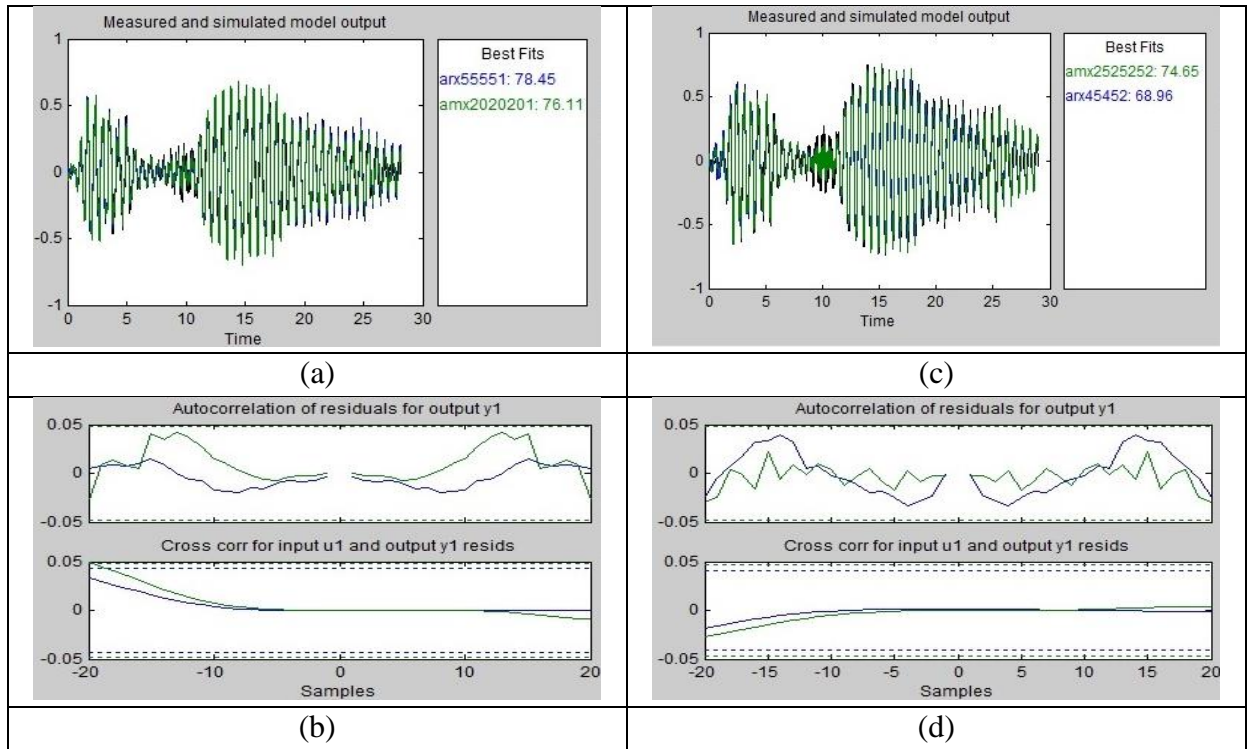 Measured and simulated model output
1
0.5
0
-0.5
-1
0 5 10 15 20 25 30
Time
Best Fits
arx55551: 78.45
amx2020201: 76.11
(a)
Measured and simulated model output
1
0.5
0
-0.5
-1
0 5 10 15 20 25 30
Time
Best Fits
amx2525252: 74.65
arx45452: 68.96
(c)
Autocorrelation of residuals for output y1
0.05
0
-0.05
Cross corr for input u1 and output y1 resids
0.05
0
-0.05
-20 -10 0 10 20
Samples
(b)
Autocorrelation of residuals for output y1
0.05
0
-0.05
Cross corr for input u1 and output y1 resids
0.05
0
-0.05
-20 -15 -10 -5 0 5 10 15 20
Samples
(d)